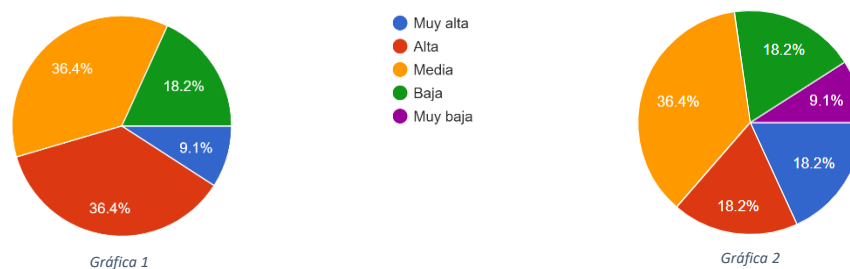 36.4%
18.2%
9.1%
36.4%
Gráfica 1
Muy alta
Alta
Media
Baja
Muy baja
18.2%
36.4%
9.1%
18.2%
18.2%
Gráfica 2